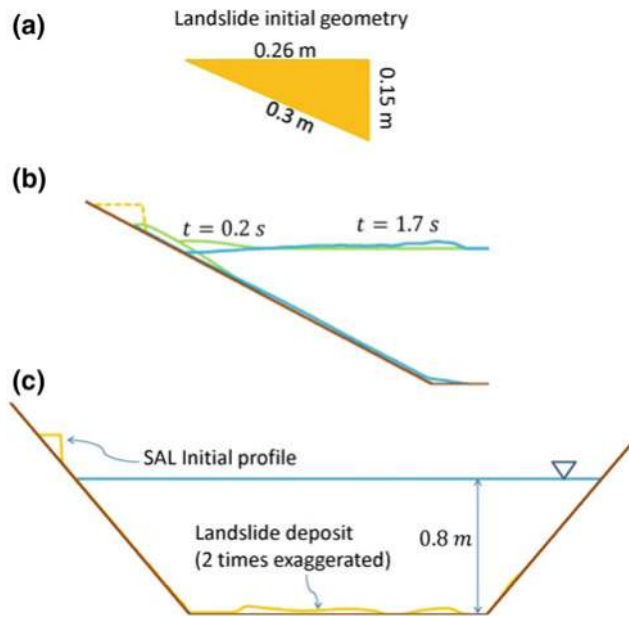 (a)
Landslide initial geometry
0.26 m
0.15 m
0.3 m
(b)
t = 0.2 s
t = 1.7 s
(c)
SAL Initial profile
Landslide deposit
(2 times exaggerated)
0.8 m